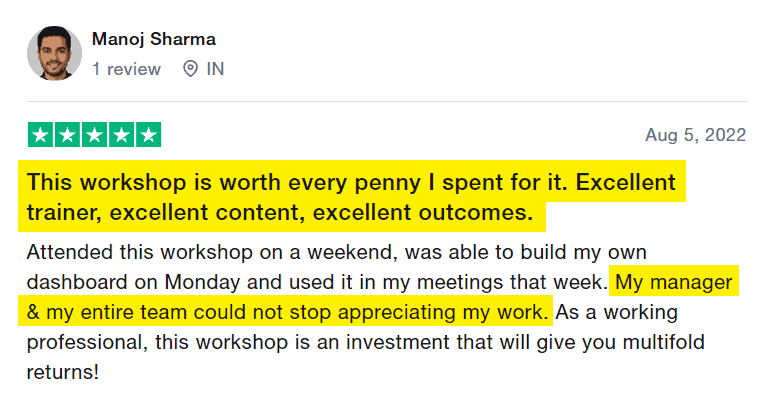 Manoj Sharma
1 review IN
Aug 5, 2022
This workshop is worth every penny I spent for it. Excellent
trainer, excellent content, excellent outcomes.
Attended this workshop on a weekend, was able to build my own
dashboard on Monday and used it in my meetings that week. My manager
& my entire team could not stop appreciating my work. As a working
professional, this workshop is an investment that will give you multifold
returns!